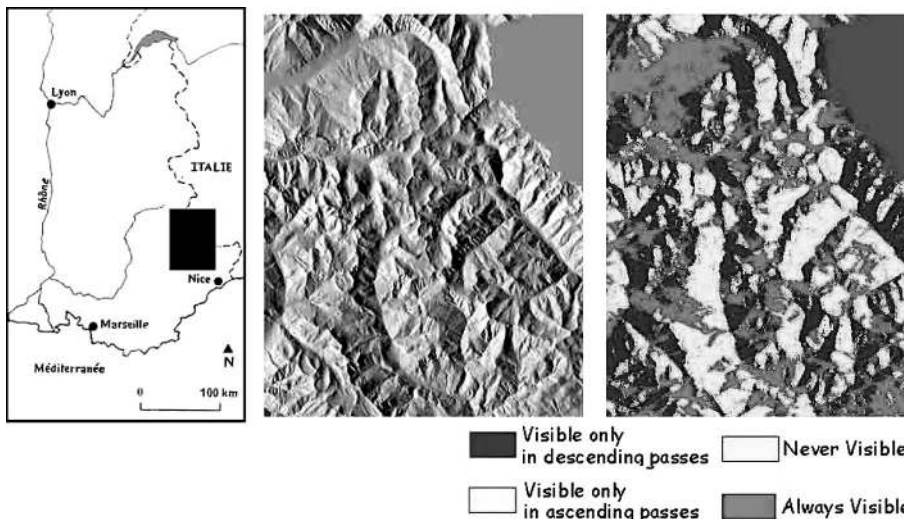 Lyon
ITALIE
Rhône
Nice
Marseille
N
Méditerranée
0 100 km
Visible only
in descending passes
Never Visible
Visible only
in ascending passes
Always Visible